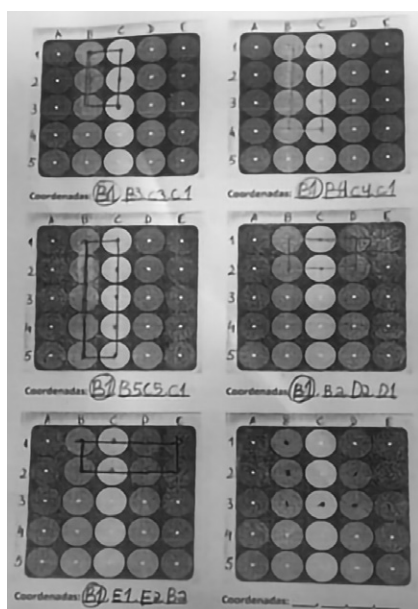 A B C D E
1
2
3
4
5
Coordenadas: B1 B3 C3 C1
A B C D E
1
2
3
4
5
Coordenadas: B1 B4 C4 C1
A B C D E
1
2
3
4
5
Coordenadas: B1 B5 C5 C1
A B C D E
1
2
3
4
5
Coordenadas: B1 B2 D2 D1
A B C D E
1
2
3
4
5
Coordenadas: B1 E1 E2 B2
A B C D E
1
2
3
4
5
Coordenadas: